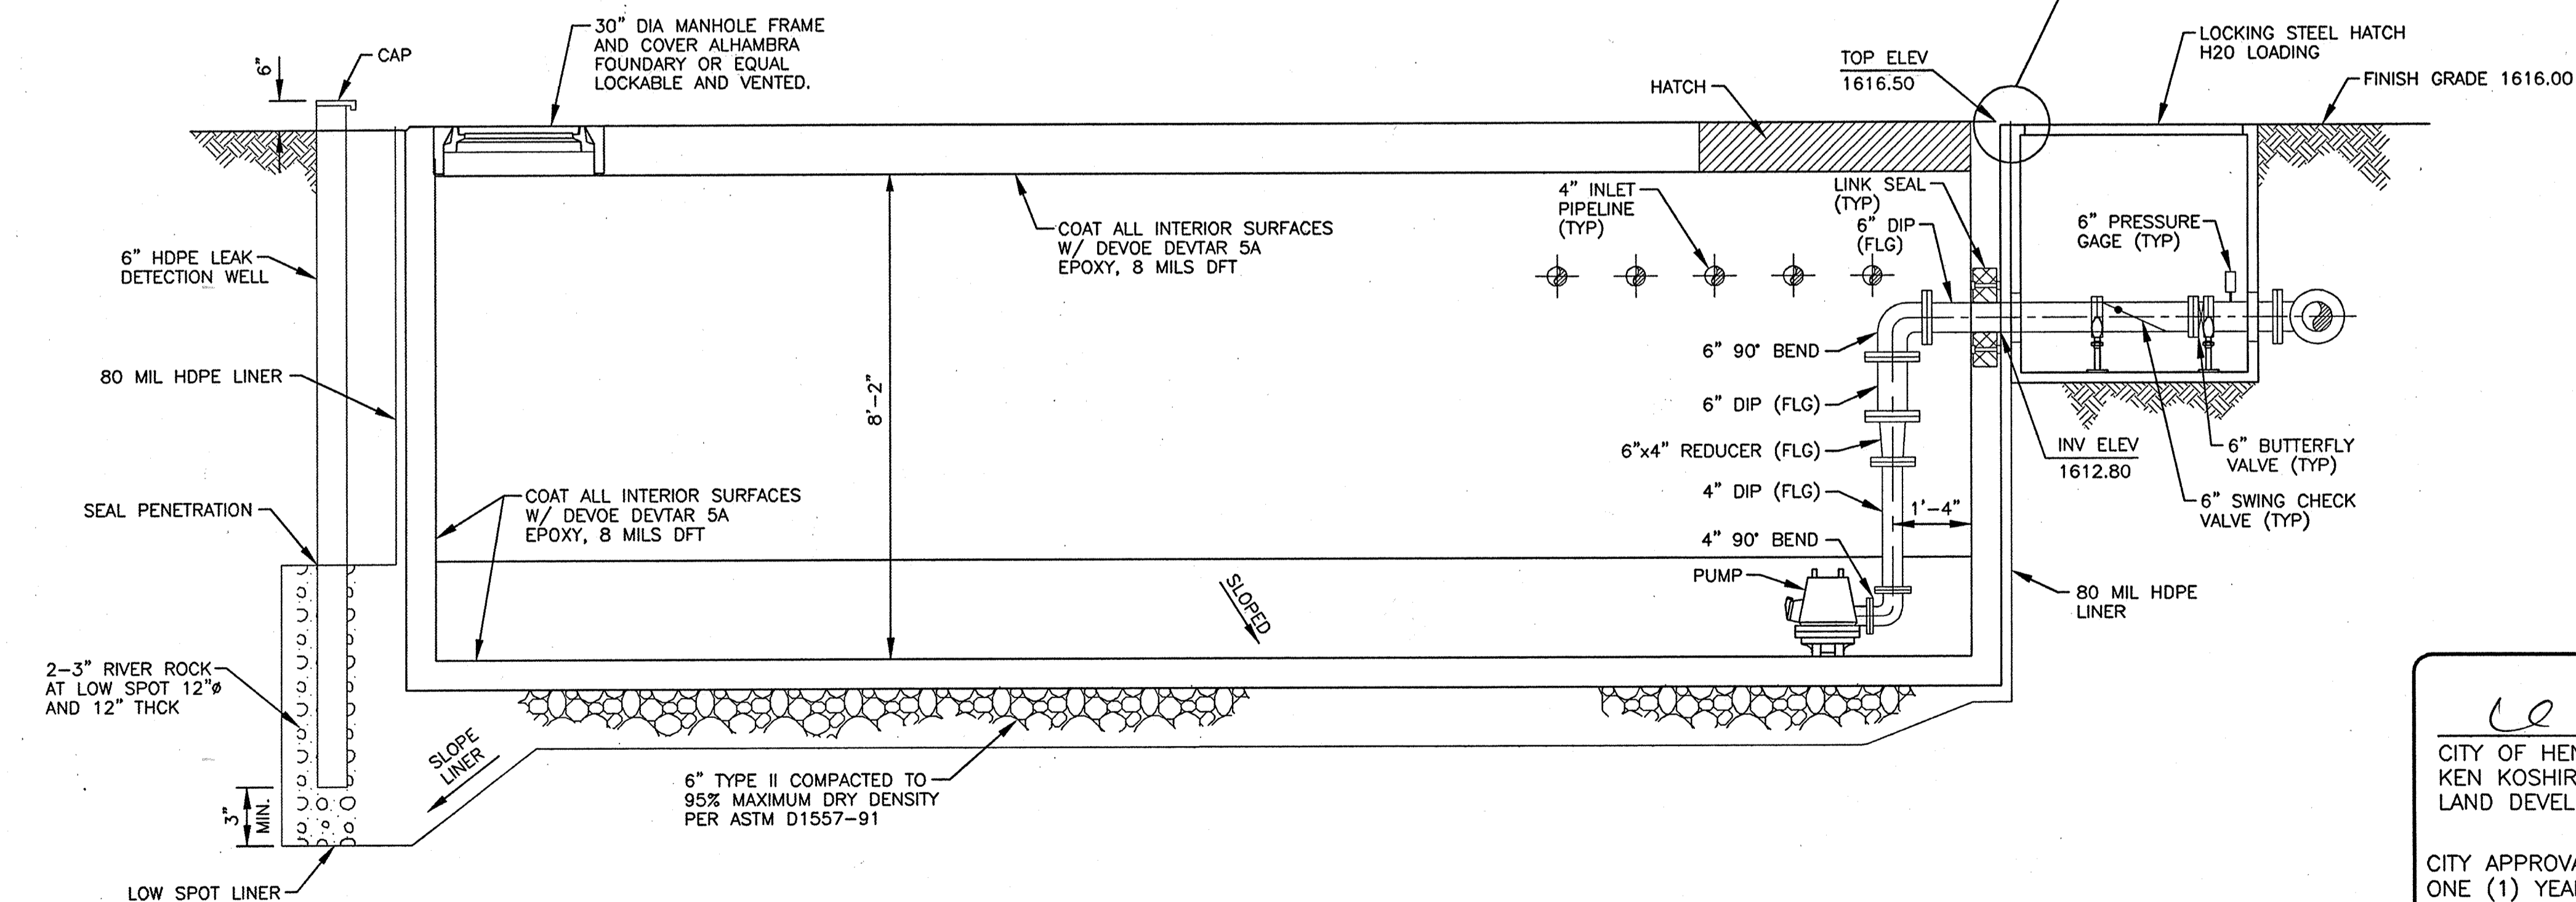 30" DIA MANHOLE FRAME
AND COVER ALHAMBRA
FOUNDARY OR EQUAL
LOCKABLE AND VENTED.
CAP
6"
TOP ELEV
1616.50
LOCKING STEEL HATCH
H20 LOADING
HATCH
FINISH GRADE 1616.00
4" INLET
PIPELINE
(TYP)
LINK SEAL
(TYP)
6" DIP
(FLG)
6" PRESSURE
GAGE (TYP)
COAT ALL INTERIOR SURFACES
W/ DEVOE DEVTAR 5A
EPOXY, 8 MILS DFT
6" HDPE LEAK
DETECTION WELL
80 MIL HDPE LINER
8'-2"
6" 90° BEND
6" DIP (FLG)
6"x4" REDUCER (FLG)
INV ELEV
1612.80
6" BUTTERFLY
VALVE (TYP)
6" SWING CHECK
VALVE (TYP)
4" DIP (FLG)
1'-4"
COAT ALL INTERIOR SURFACES
W/ DEVOE DEVTAR 5A
EPOXY, 8 MILS DFT
SEAL PENETRATION
4" 90° BEND
PUMP
SLOPED
80 MIL HDPE
LINER
2-3" RIVER ROCK
AT LOW SPOT 12"ø
AND 12" THCK
SLOPE
LINER
6" TYPE II COMPACTED TO
95% MAXIMUM DRY DENSITY
PER ASTM D1557-91
3"
MIN.
LOW SPOT LINER
CITY OF HEN
KEN KOSHIR
LAND DEVEL
CITY APPROVA
ONE (1) YEAR